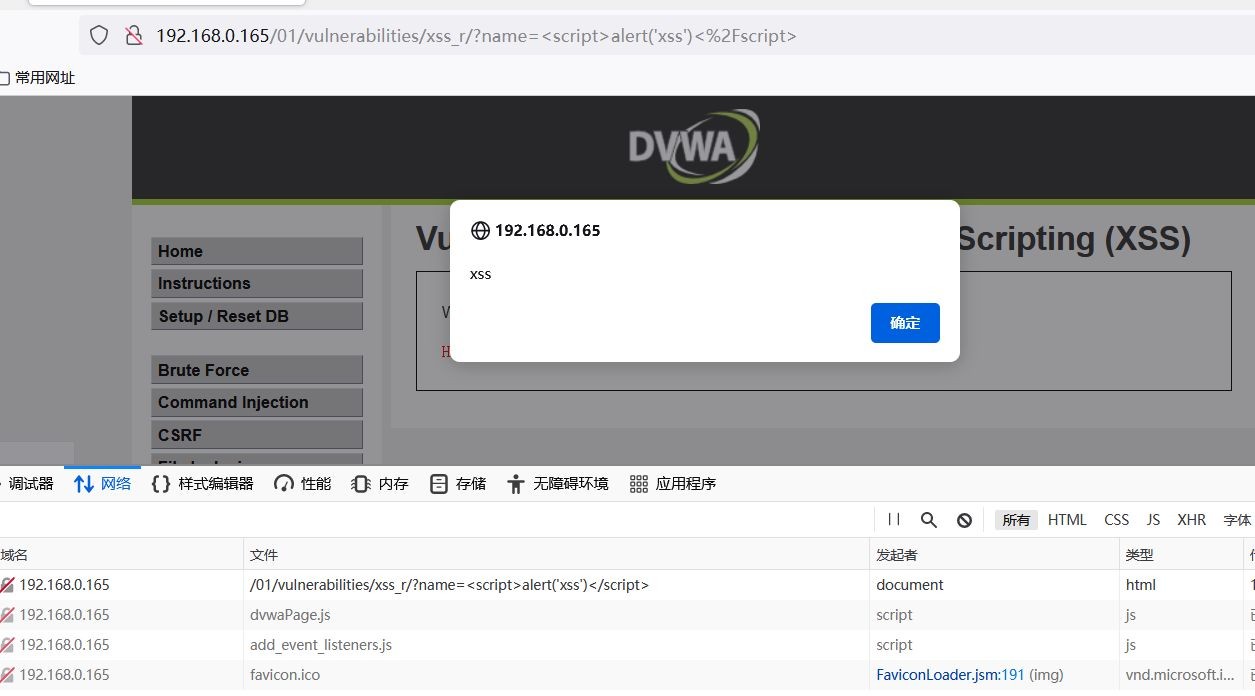 192.168.0.165/01/vulnerabilities/xss_r/?name=<script>alert('xss')<%2Fscript>
常用网址
DVWA
192.168.0.165
xss
确定
Scripting (XSS)
Home
Instructions
Setup / Reset DB
Brute Force
Command Injection
CSRF
调试器 网络 样式编辑器 性能 内存 存储 无障碍环境 应用程序
所有 HTML CSS JS XHR 字体
域名 文件 发起者 类型
192.168.0.165 /01/vulnerabilities/xss_r/?name=<script>alert('xss')</script> document html
192.168.0.165 dvwaPage.js script js
192.168.0.165 add_event_listeners.js script js
192.168.0.165 favicon.ico FaviconLoader.jsm:191 (img) vnd.microsoft.i...